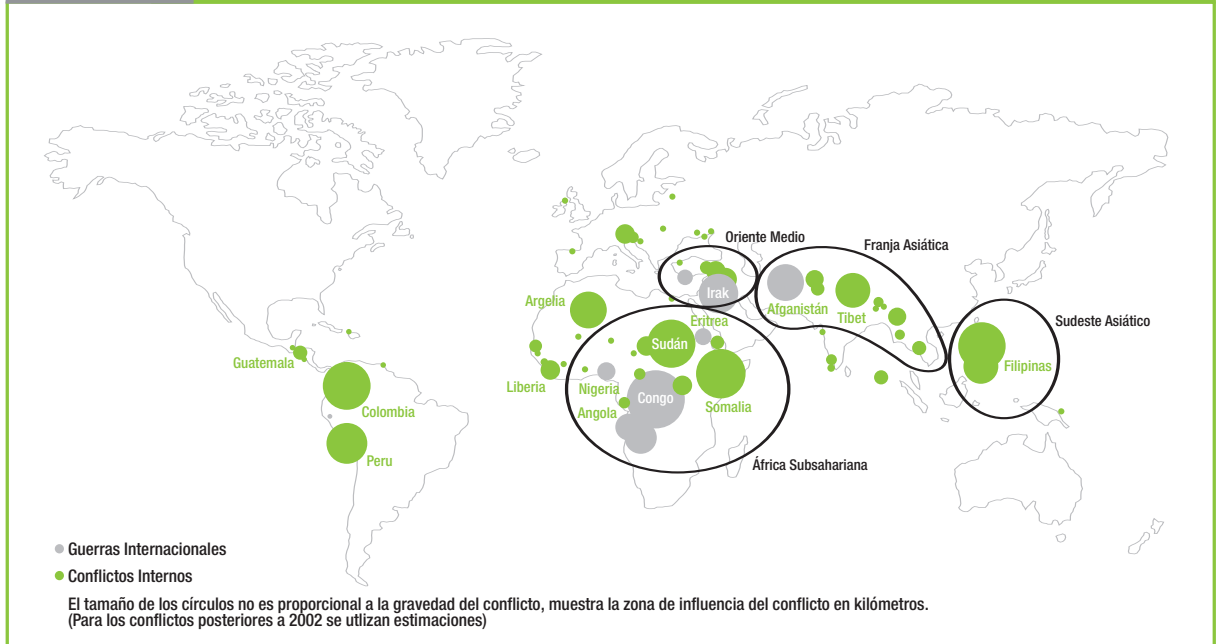 Oriente Medio
Franja Asiática
Argelia
Irak
Afganistán
Tibet
Eritrea
Sudeste Asiático
Guatemala
Sudán
Filipinas
Liberia
Nigeria
Colombia
Congo
Somalia
Angola
Peru
África Subsahariana
Guerras Internacionales
Conflictos Internos
El tamaño de los círculos no es proporcional a la gravedad del conflicto, muestra la zona de influencia del conflicto en kilómetros.
(Para los conflictos posteriores a 2002 se utlizan estimaciones)